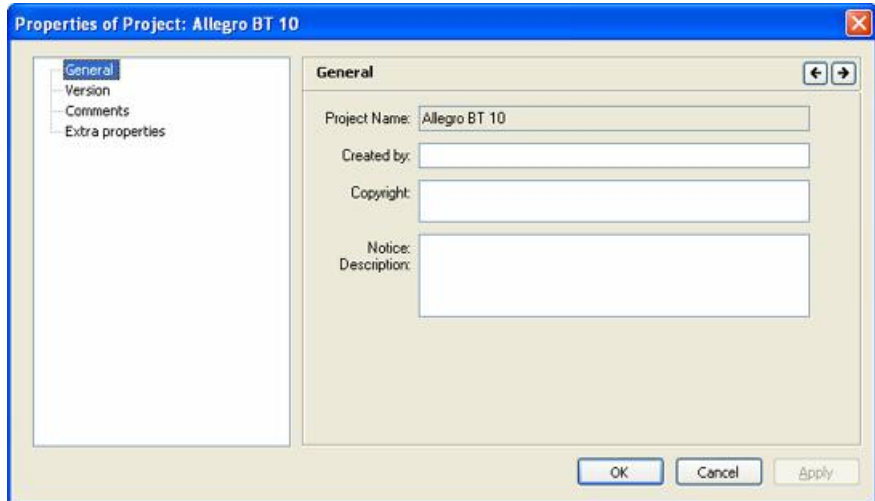 Properties of Project: Allegro BT 10
General
Version
Comments
Extra properties
General
Project Name: Allegro BT 10
Created by:
Copyright:
Notice:
Description:
OK Cancel Apply